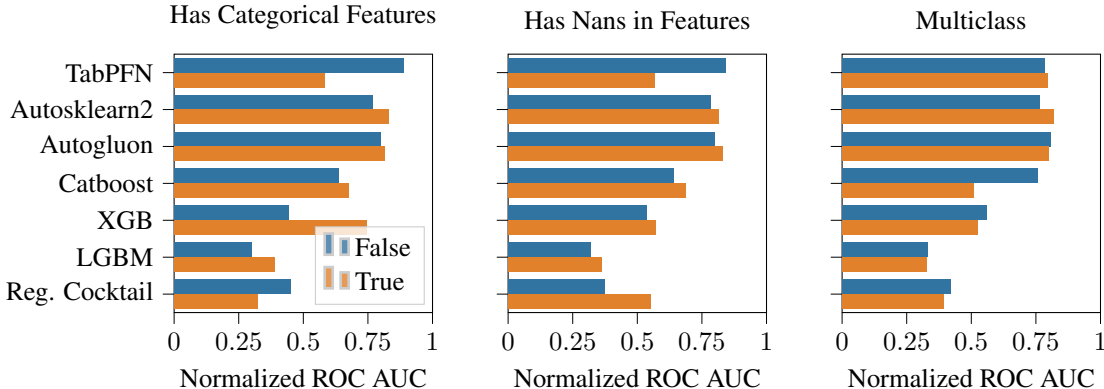 Has Categorical Features
Has Nans in Features
Multiclass
TabPFN
Autosklearn2
Autogluon
Catboost
XGB
LGBM
Reg. Cocktail
False
True
0 0.25 0.5 0.75 1
0 0.25 0.5 0.75 1
0 0.25 0.5 0.75 1
Normalized ROC AUC
Normalized ROC AUC
Normalized ROC AUC